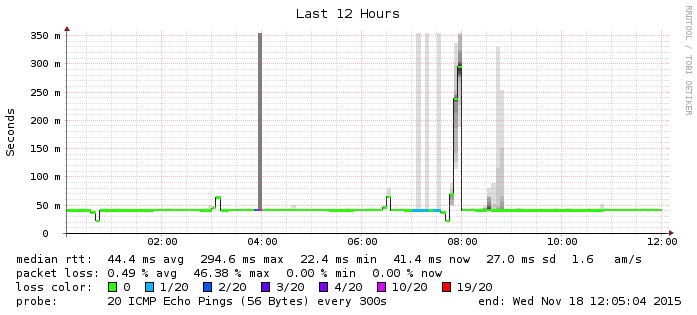 Last 12 Hours
RRDTOOL / TOBI OETIKER
Seconds
350 m
300 m
250 m
200 m
150 m
100 m
50 m
0
02:00 04:00 06:00 08:00 10:00 12:00
median rtt: 44.4 ms avg 294.6 ms max 22.4 ms min 41.4 ms now 27.0 ms sd 1.6 am/s
packet loss: 0.49 % avg 46.38 % max 0.00 % min 0.00 % now
loss color: 0 1/20 2/20 3/20 4/20 10/20 19/20
probe: 20 ICMP Echo Pings (56 Bytes) every 300s end: Wed Nov 18 12:05:04 2015